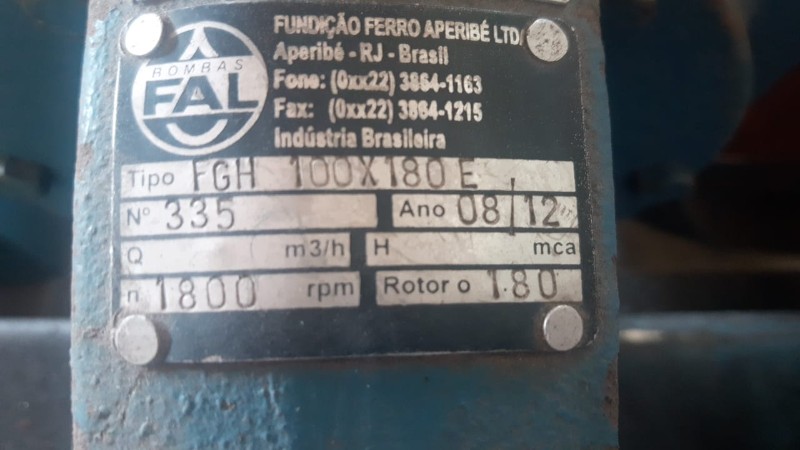 BOMBAS
FAL
FUNDIÇÃO FERRO APERIBÉ LTD
Aperibé - RJ - Brasil
Fone: (0xx22) 3864-1163
Fax: (0xx22) 3864-1215
Indústria Brasileira
Tipo FGH 100X180 E
Nº 335 Ano 08/12
Q m3/h H mca
n 1800 rpm Rotor o 180